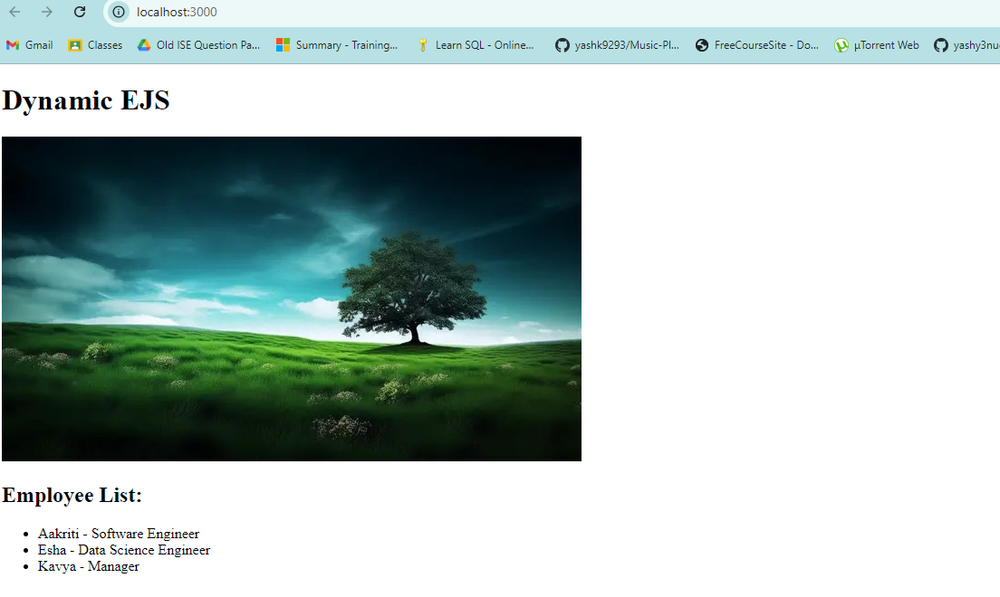 localhost:3000
Gmail Classes Old ISE Question Pa... Summary - Training... Learn SQL - Online... yashk9293/Music-Pl... FreeCourseSite - Do... µTorrent Web yashy3nu
Dynamic EJS
Employee List:
• Aakriti - Software Engineer
• Esha - Data Science Engineer
• Kavya - Manager